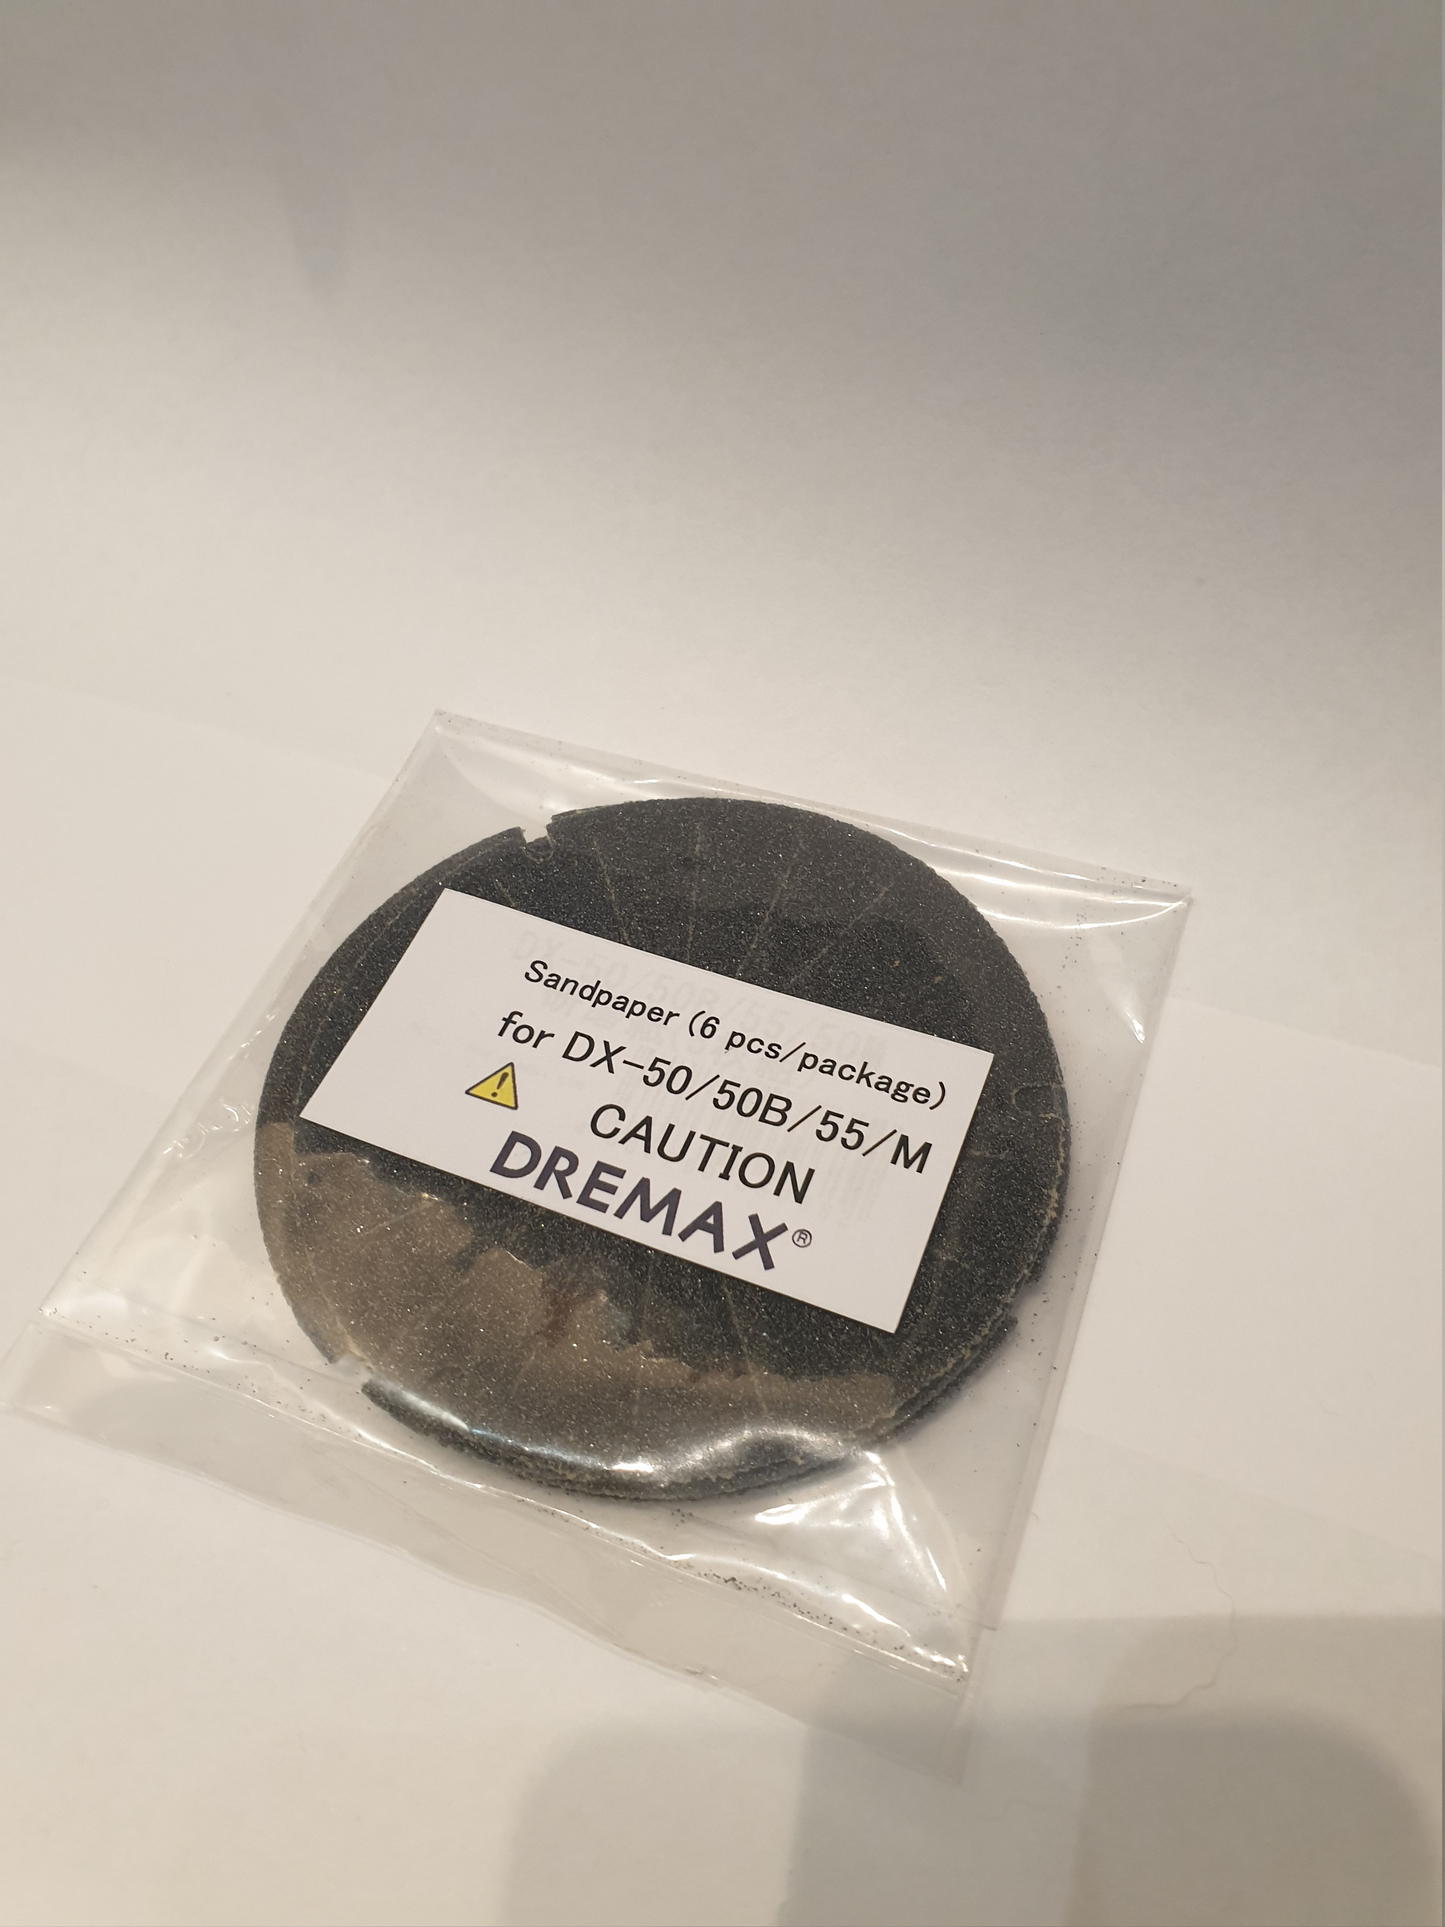 Sandpaper (6 pcs/package)
for DX-50/50B/55/M
CAUTION
DREMAX®